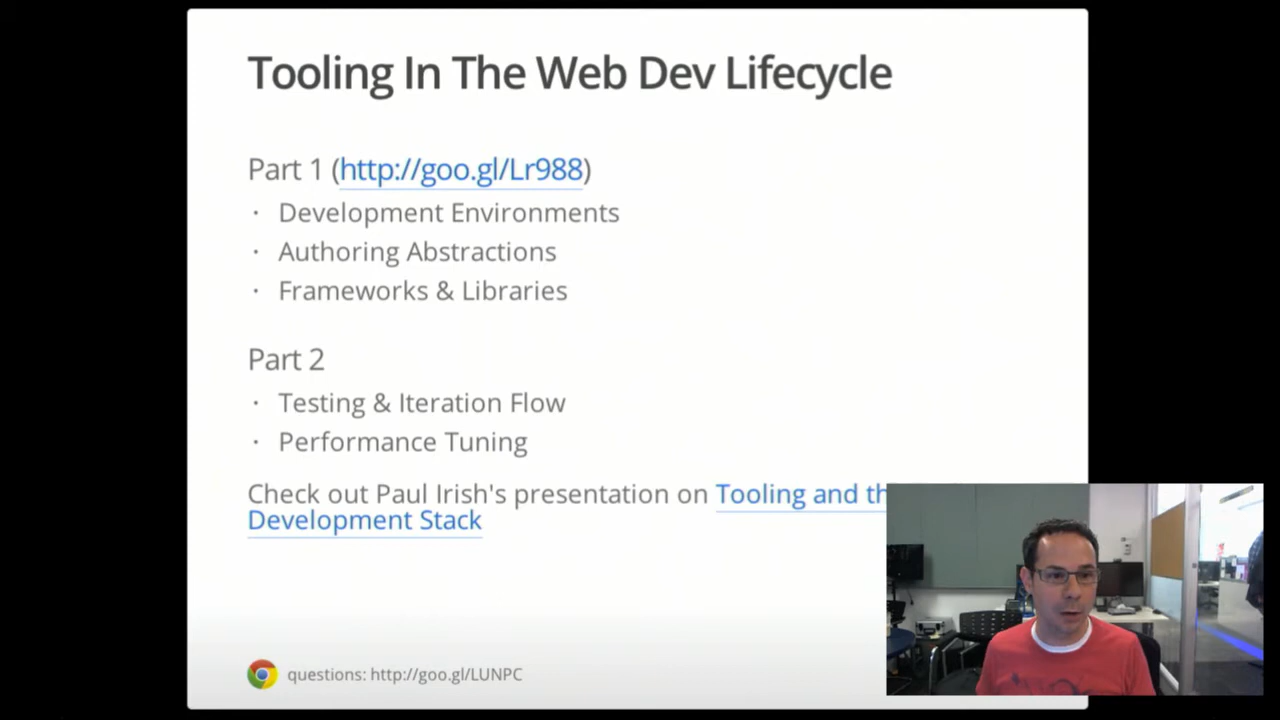 Tooling In The Web Dev Lifecycle
Part 1 (http://goo.gl/Lr988)
· Development Environments
· Authoring Abstractions
· Frameworks & Libraries
Part 2
· Testing & Iteration Flow
· Performance Tuning
Check out Paul Irish's presentation on Tooling and th
Development Stack
questions: http://goo.gl/LUNPC